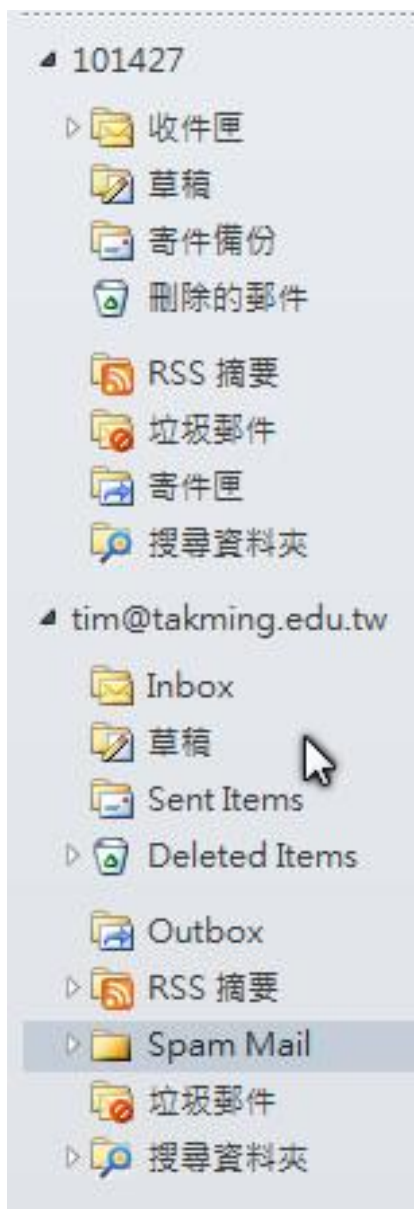 101427
收件匣
草稿
寄件備份
刪除的郵件
RSS 摘要
垃圾郵件
寄件匣
搜尋資料夾
tim@takming.edu.tw
Inbox
草稿
Sent Items
Deleted Items
Outbox
RSS 摘要
Spam Mail
垃圾郵件
搜尋資料夾